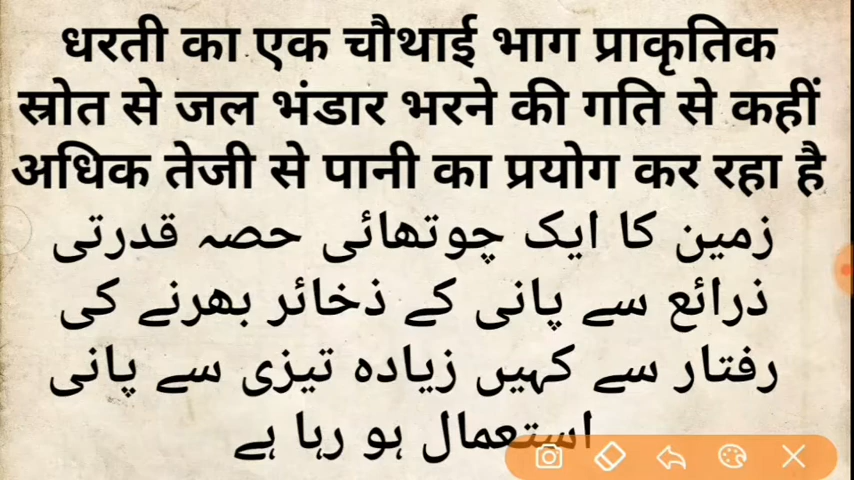 धरती का एक चौथाई भाग प्राकृतिक
स्रोत से जल भंडार भरने की गति से कहीं
अधिक तेजी से पानी का प्रयोग कर रहा है
زمین کا ایک چوتھائی حصہ قدرتی
ذرائع سے پانی کے ذخائر بھرنے کی
رفتار سے کہیں زیادہ تیزی سے پانی
استعمال ہو رہا ہے